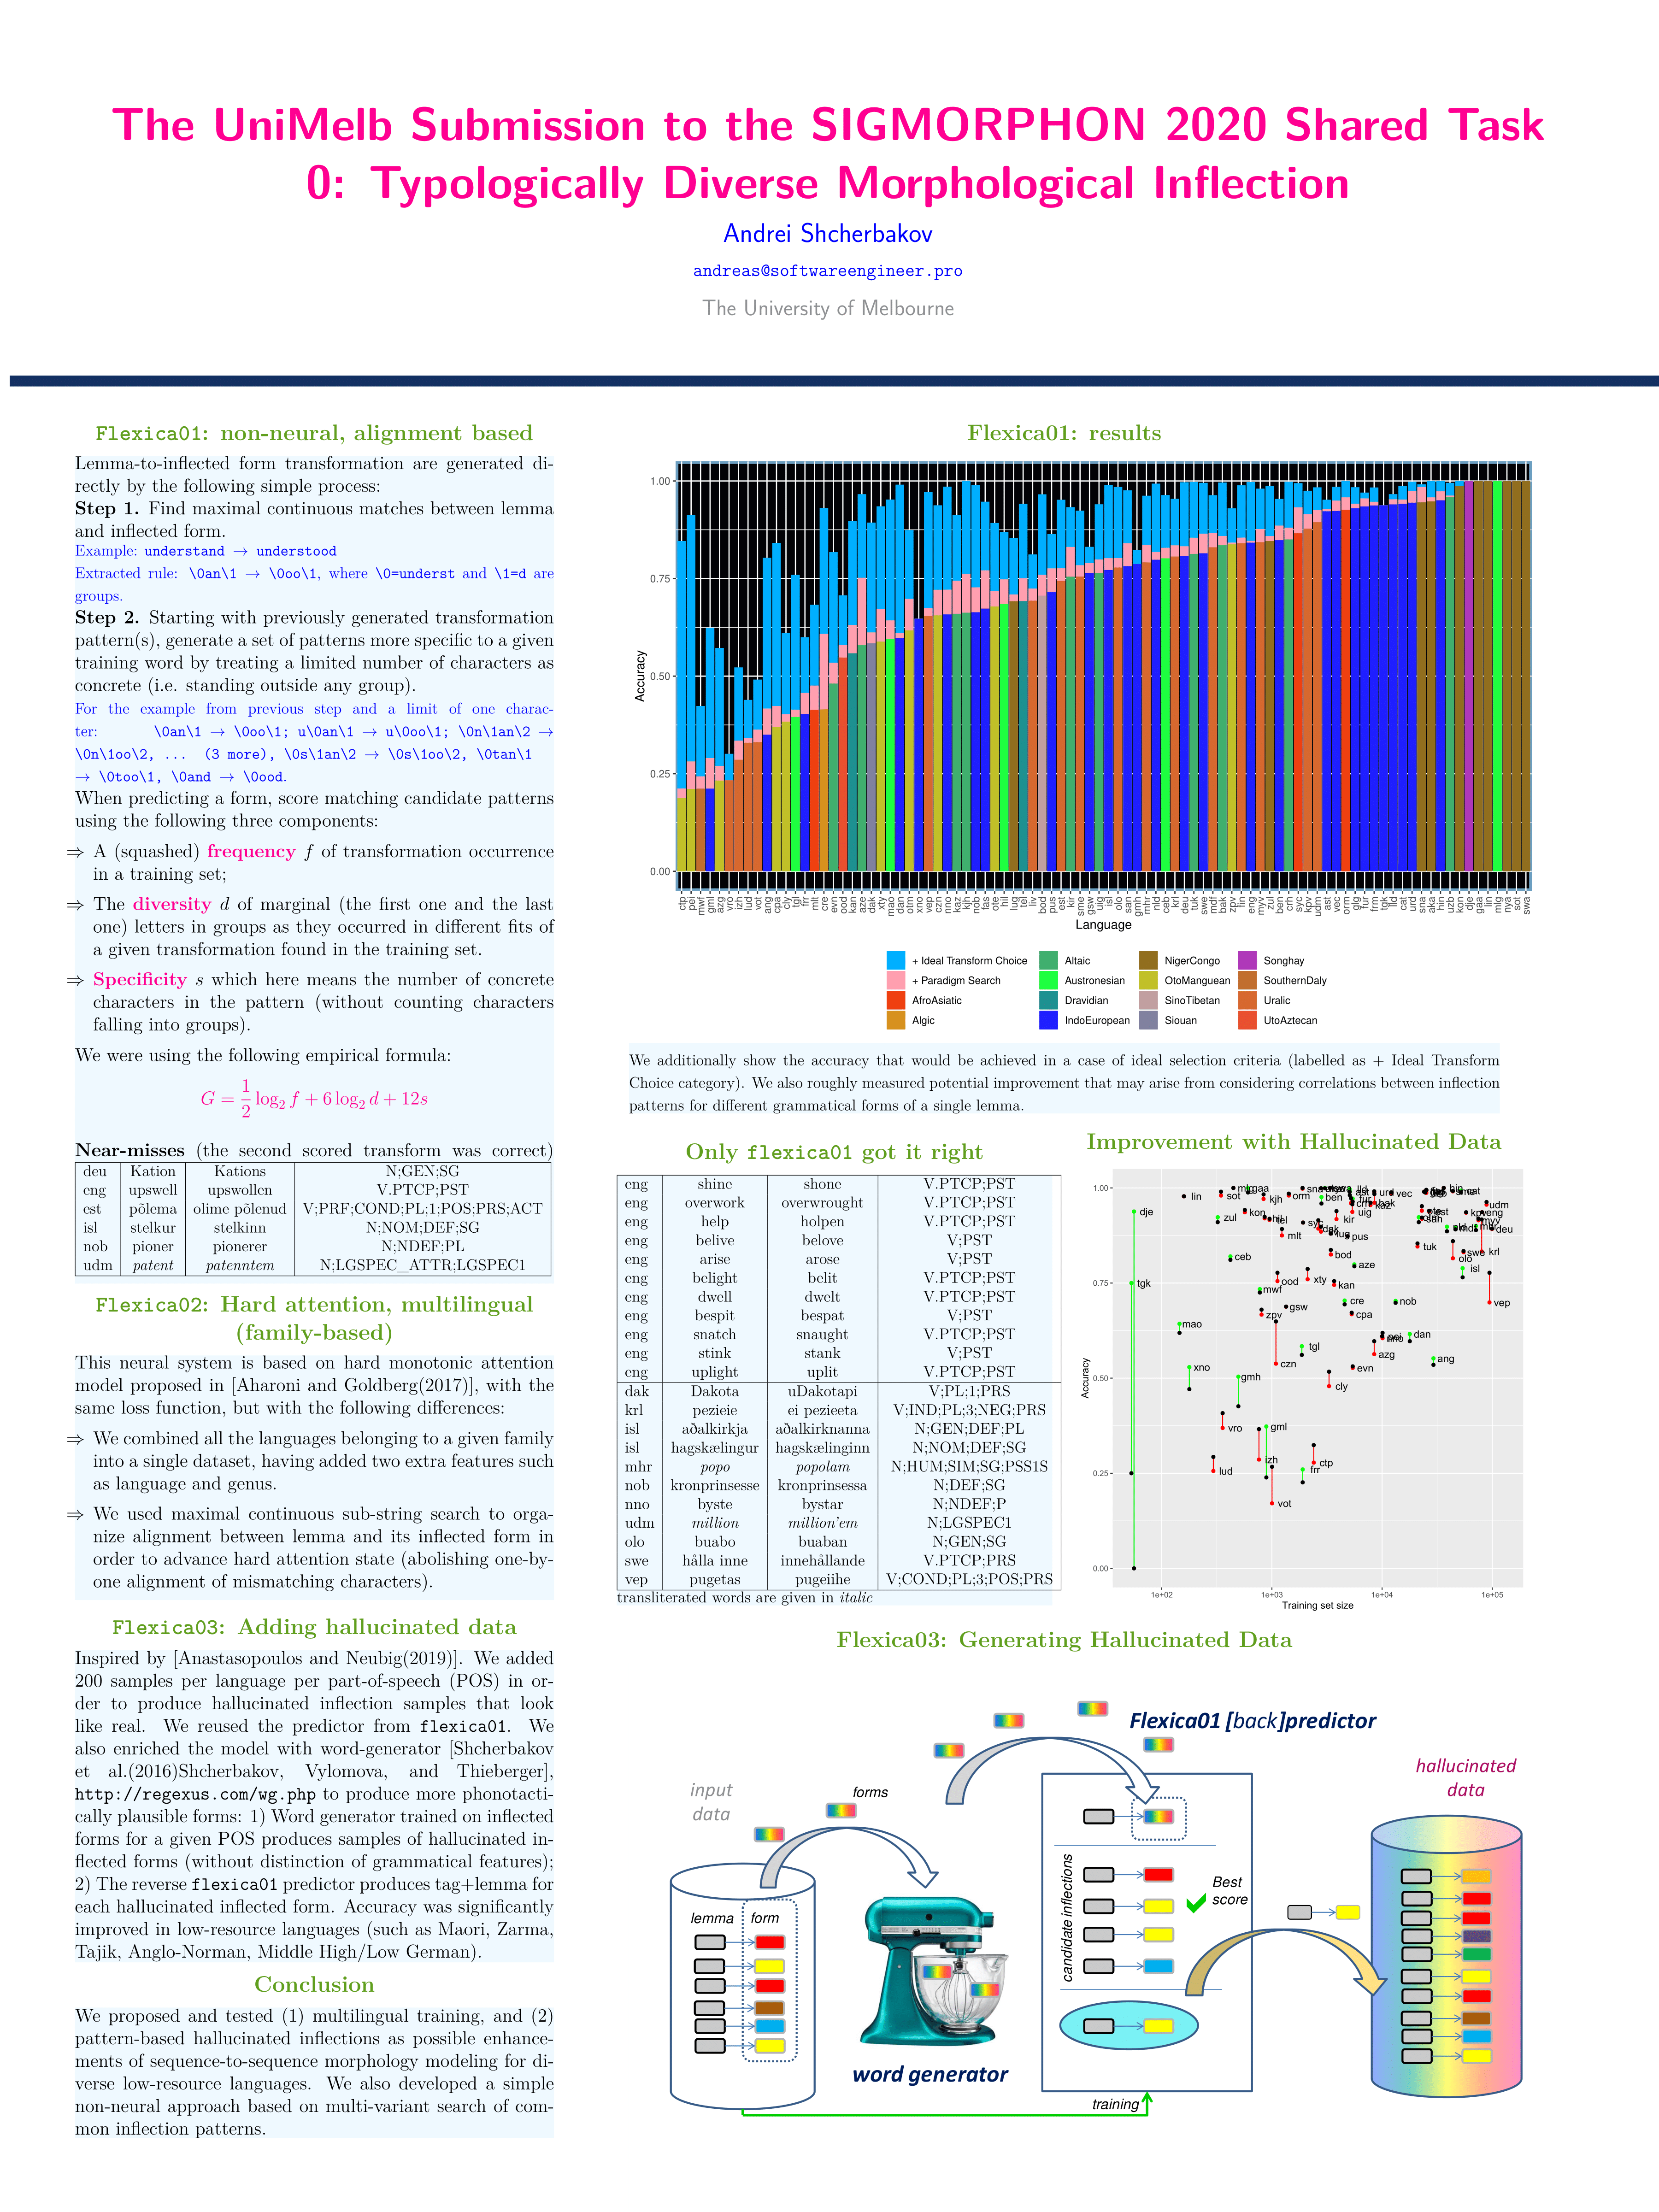 The UniMelb Submission to the SIGMORPHON 2020 Shared Task
0: Typologically Diverse Morphological Inflection
Andrei Shcherbakov
andreas@softwareengineer.pro
The University of Melbourne
Flexica01: non-neural, alignment based
Lemma-to-inflected form transformation are generated di-
rectly by the following simple process:
Step 1. Find maximal continuous matches between lemma
and inflected form.
Example: understand → understood
Extracted rule: \0an\1 → \0oo\1, where \0=underst and \1=d are
groups.
Step 2. Starting with previously generated transformation
pattern(s), generate a set of patterns more specific to a given
training word by treating a limited number of characters as
concrete (i.e. standing outside any group).
For the example from previous step and a limit of one charac-
ter: \0an\1 → \0oo\1; u\0an\1 → u\0oo\1; \0n\1an\2 →
\0n\1oo\2, ... (3 more), \0s\1an\2 → \0s\1oo\2, \0tan\1
→ \0too\1, \0and → \0ood.
When predicting a form, score matching candidate patterns
using the following three components:
⇒ A (squashed) frequency f of transformation occurrence
in a training set;
⇒ The diversity d of marginal (the first one and the last
one) letters in groups as they occurred in different fits of
a given transformation found in the training set.
⇒ Specificity s which here means the number of concrete
characters in the pattern (without counting characters
falling into groups).
We were using the following empirical formula:
G = 1/2 log2 f + 6 log2 d + 12s
Near-misses (the second scored transform was correct)
deu Kation Kations N;GEN;SG
eng upswell upswollen V.PTCP;PST
est põlema olime põlenud V;PRF;COND;PL;1;POS;PRS;ACT
isl stelkur stelkinn N;NOM;DEF;SG
nob pioner pionerer N;NDEF;PL
udm patent patenntem N;LGSPEC_ATTR;LGSPEC1
Flexica02: Hard attention, multilingual
(family-based)
This neural system is based on hard monotonic attention
model proposed in [Aharoni and Goldberg(2017)], with the
same loss function, but with the following differences:
⇒ We combined all the languages belonging to a given family
into a single dataset, having added two extra features such
as language and genus.
⇒ We used maximal continuous sub-string search to orga-
nize alignment between lemma and its inflected form in
order to advance hard attention state (abolishing one-by-
one alignment of mismatching characters).
Flexica03: Adding hallucinated data
Inspired by [Anastasopoulos and Neubig(2019)]. We added
200 samples per language per part-of-speech (POS) in or-
der to produce hallucinated inflection samples that look
like real. We reused the predictor from flexica01. We
also enriched the model with word-generator [Shcherbakov
et al.(2016)Shcherbakov, Vylomova, and Thieberger],
http://regexus.com/wg.php to produce more phonotacti-
cally plausible forms: 1) Word generator trained on inflected
forms for a given POS produces samples of hallucinated in-
flected forms (without distinction of grammatical features);
2) The reverse flexica01 predictor produces tag+lemma for
each hallucinated inflected form. Accuracy was significantly
improved in low-resource languages (such as Maori, Zarma,
Tajik, Anglo-Norman, Middle High/Low German).
Conclusion
We proposed and tested (1) multilingual training, and (2)
pattern-based hallucinated inflections as possible enhance-
ments of sequence-to-sequence morphology modeling for di-
verse low-resource languages. We also developed a simple
non-neural approach based on multi-variant search of com-
mon inflection patterns.
Flexica01: results
1.00
0.75
0.50
0.25
0.00
Accuracy
ctp pei mwf gml azg vro izh lud vot ang cpa cly tgl frr mlt cre evn ood kan aze dak xty mao dan otm xno vep czn nno kaz kjh nob fas ote hil lug tel liv bod pus est kir sme gsw uig isl olo san gmh mhr nld ceb krl deu tuk swe mdf bak zpv fin eng myv zul ben crh syc kpv udm ast vec orm glg fur frm tgk lld cat urd sna aka hin uzb kon dje gaa lin mlg nya sot swa
Language
+ Ideal Transform Choice
+ Paradigm Search
AfroAsiatic
Algic
Altaic
Austronesian
Dravidian
IndoEuropean
NigerCongo
OtoManguean
SinoTibetan
Siouan
Songhay
SouthernDaly
Uralic
UtoAztecan
We additionally show the accuracy that would be achieved in a case of ideal selection criteria (labelled as + Ideal Transform
Choice category). We also roughly measured potential improvement that may arise from considering correlations between inflection
patterns for different grammatical forms of a single lemma.
Only flexica01 got it right
eng shine shone V.PTCP;PST
eng overwork overwrought V.PTCP;PST
eng help holpen V.PTCP;PST
eng belive belove V;PST
eng arise arose V;PST
eng belight belit V.PTCP;PST
eng dwell dwelt V.PTCP;PST
eng bespit bespat V;PST
eng snatch snaught V.PTCP;PST
eng stink stank V;PST
eng uplight uplit V.PTCP;PST
dak Dakota uDakotapi V;PL;1;PRS
krl pezieie ei pezieeta V;IND;PL;3;NEG;PRS
isl aðalkirkja aðalkirknanna N;GEN;DEF;PL
isl hagskælingur hagskælinginn N;NOM;DEF;SG
mhr popo popolam N;HUM;SIM;SG;PSS1S
nob kronprinsesse kronprinsessa N;DEF;SG
nno byste bystar N;NDEF;P
udm million million'em N;LGSPEC1
olo buabo buaban N;GEN;SG
swe hålla inne innehållande V.PTCP;PRS
vep pugetas pugeiihe V;COND;PL;3;POS;PRS
transliterated words are given in italic
Improvement with Hallucinated Data
1.00
0.75
0.50
0.25
0.00
Accuracy
lin
sot
kjh
orm
ben
vec
udm
dje
zul
kon
kir
uig
mlt
pus
tuk
deu
ceb
bod
aze
olo
swe
krl
isl
tgk
mwf
ood
xty
kan
cre
nob
vep
zpv
gsw
cpa
mao
tgl
dan
azg
czn
evn
ang
xno
gmh
cly
vro
gml
izh
lud
frr
ctp
vot
1e+02
1e+03
1e+04
1e+05
Training set size
Flexica03: Generating Hallucinated Data
Flexica01 [back]predictor
input
data
forms
hallucinated
data
lemma
form
candidate inflections
Best
score
word generator
training